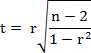 t = r√((n − 2)/(1 − r²))